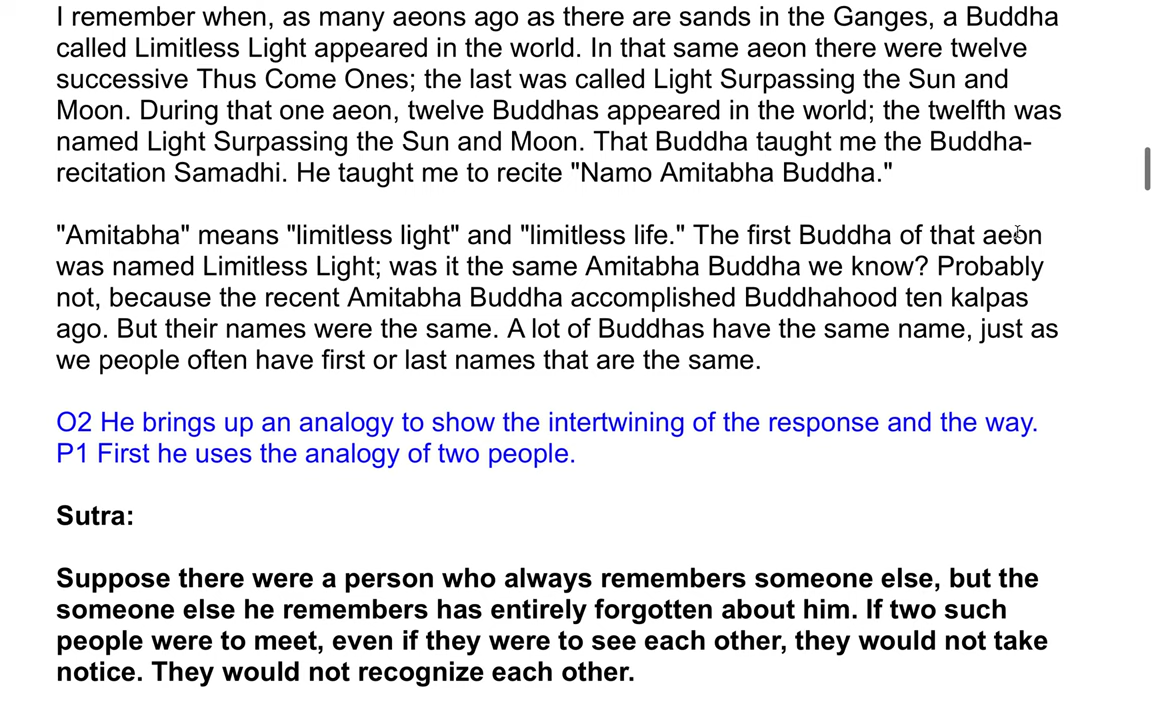 I remember when, as many aeons ago as there are sands in the Ganges, a Buddha
called Limitless Light appeared in the world. In that same aeon there were twelve
successive Thus Come Ones; the last was called Light Surpassing the Sun and
Moon. During that one aeon, twelve Buddhas appeared in the world; the twelfth was
named Light Surpassing the Sun and Moon. That Buddha taught me the Buddha-
recitation Samadhi. He taught me to recite "Namo Amitabha Buddha."
"Amitabha" means "limitless light" and "limitless life." The first Buddha of that aeon
was named Limitless Light; was it the same Amitabha Buddha we know? Probably
not, because the recent Amitabha Buddha accomplished Buddhahood ten kalpas
ago. But their names were the same. A lot of Buddhas have the same name, just as
we people often have first or last names that are the same.
O2 He brings up an analogy to show the intertwining of the response and the way.
P1 First he uses the analogy of two people.
Sutra:
Suppose there were a person who always remembers someone else, but the
someone else he remembers has entirely forgotten about him. If two such
people were to meet, even if they were to see each other, they would not take
notice. They would not recognize each other.